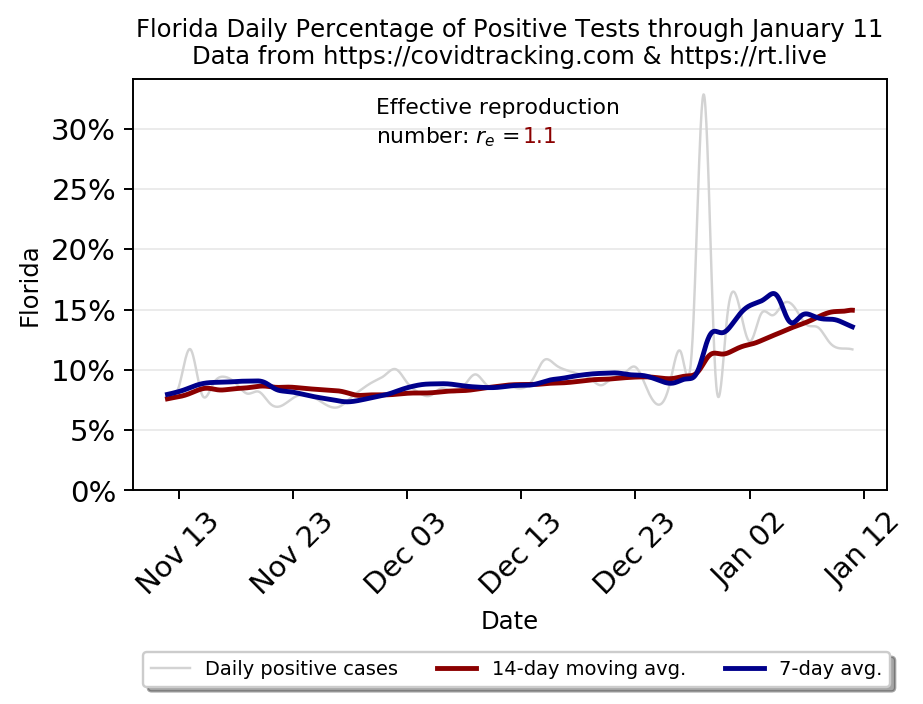 Florida Daily Percentage of Positive Tests through January 11
Data from https://covidtracking.com & https://rt.live
Effective reproduction
number: rₑ = 1.1
30%
25%
20%
15%
10%
5%
0%
Florida
Nov 13
Nov 23
Dec 03
Dec 13
Dec 23
Jan 02
Jan 12
Date
Daily positive cases
14-day moving avg.
7-day avg.